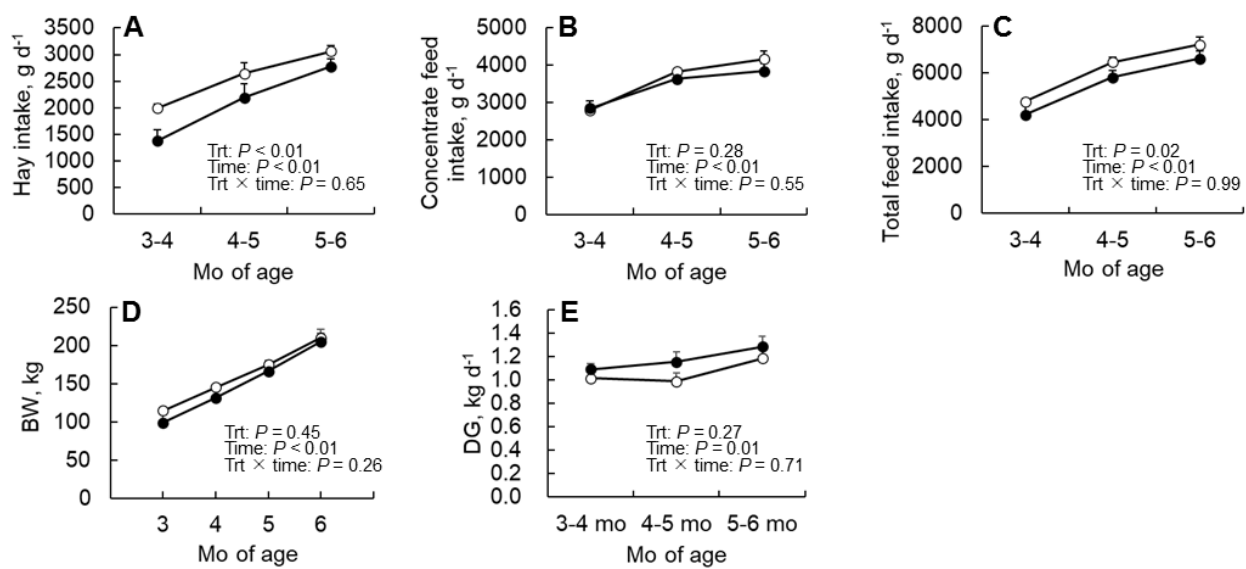 A
Hay intake, g d-1
3500
3000
2500
2000
1500
1000
500
0
Trt: P < 0.01
Time: P < 0.01
Trt × time: P = 0.65
3-4 4-5 5-6
Mo of age
B
Concentrate feed
intake, g d-1
5000
4000
3000
2000
1000
0
Trt: P = 0.28
Time: P < 0.01
Trt × time: P = 0.55
3-4 4-5 5-6
Mo of age
C
Total feed intake, g d-1
8000
6000
4000
2000
0
Trt: P = 0.02
Time: P < 0.01
Trt × time: P = 0.99
3-4 4-5 5-6
Mo of age
D
BW, kg
250
200
150
100
50
0
Trt: P = 0.45
Time: P < 0.01
Trt × time: P = 0.26
3 4 5 6
Mo of age
E
DG, kg d-1
1.6
1.4
1.2
1.0
0.8
0.6
0.4
0.2
0.0
Trt: P = 0.27
Time: P = 0.01
Trt × time: P = 0.71
3-4 mo 4-5 mo 5-6 mo
Mo of age